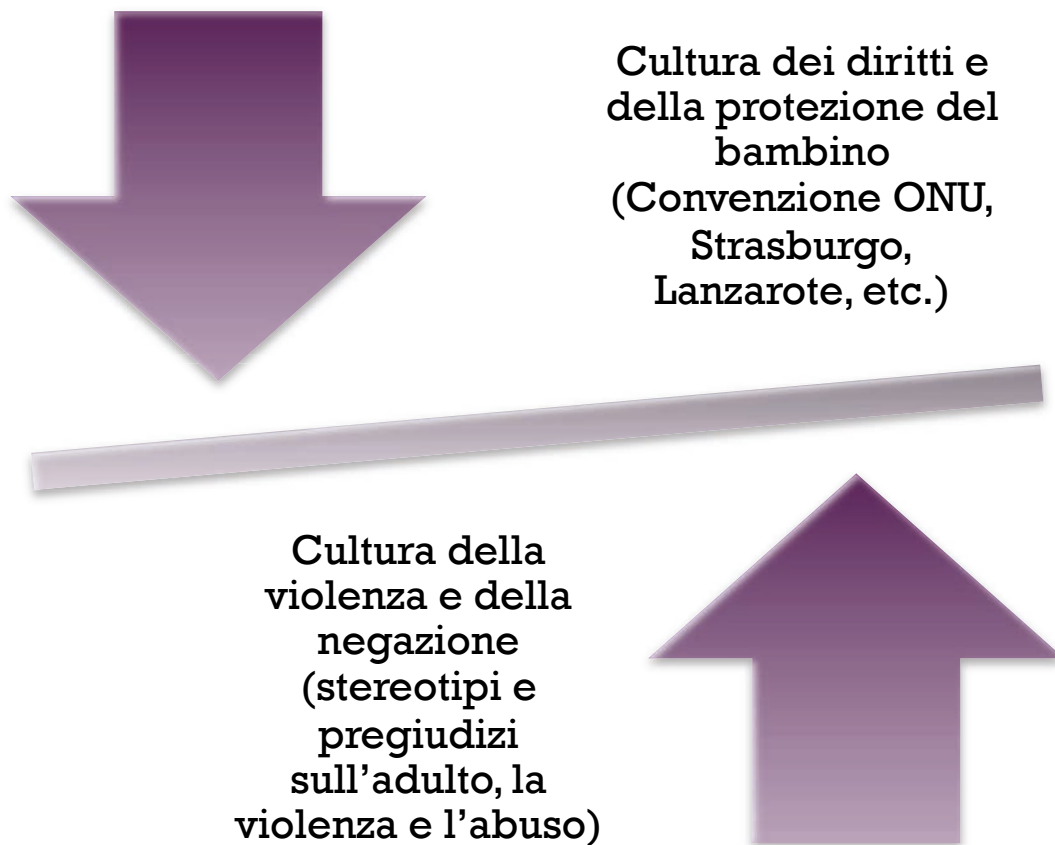 Cultura dei diritti e
della protezione del
bambino
(Convenzione ONU,
Strasburgo,
Lanzarote, etc.)
Cultura della
violenza e della
negazione
(stereotipi e
pregiudizi
sull’adulto, la
violenza e l’abuso)